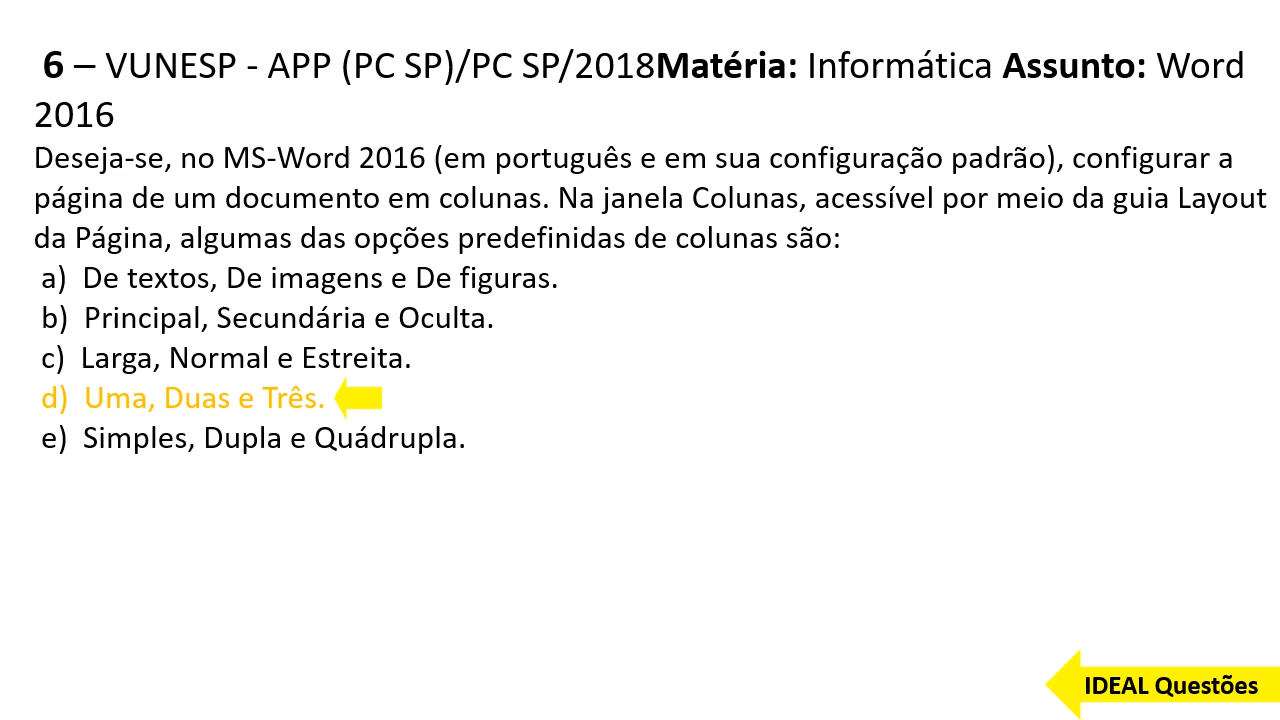 6 – VUNESP - APP (PC SP)/PC SP/2018Matéria: Informática Assunto: Word
2016
Deseja-se, no MS-Word 2016 (em português e em sua configuração padrão), configurar a
página de um documento em colunas. Na janela Colunas, acessível por meio da guia Layout
da Página, algumas das opções predefinidas de colunas são:
a) De textos, De imagens e De figuras.
b) Principal, Secundária e Oculta.
c) Larga, Normal e Estreita.
d) Uma, Duas e Três.
e) Simples, Dupla e Quádrupla.
IDEAL Questões